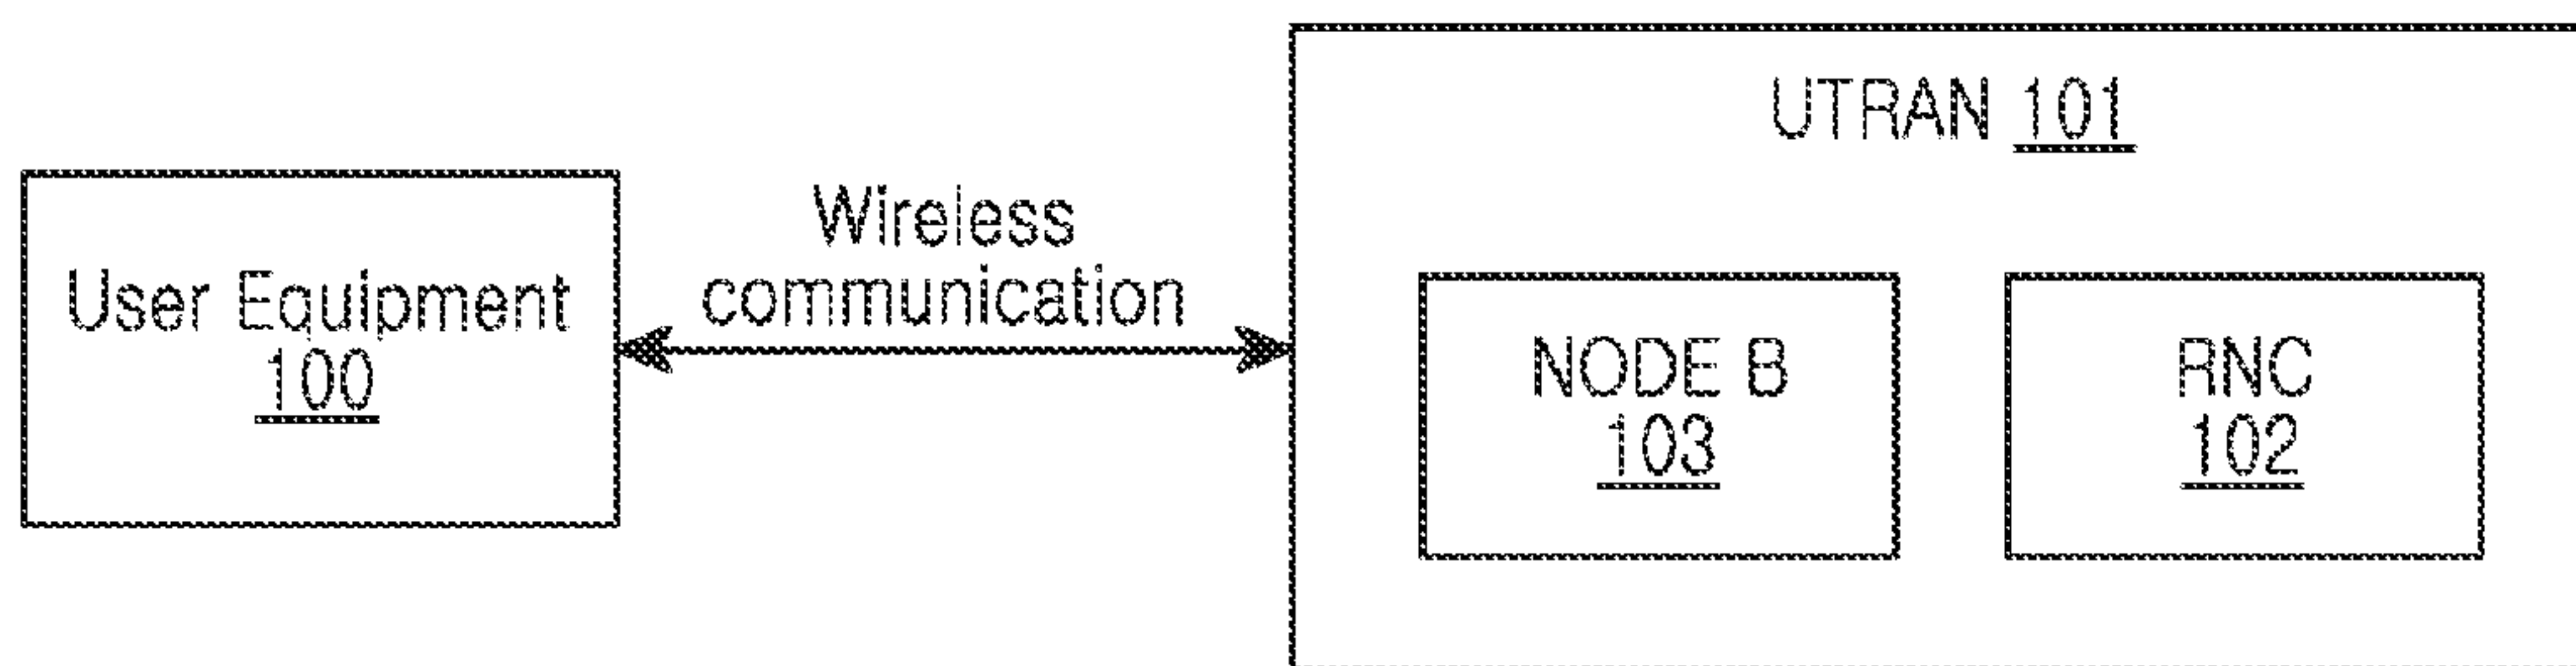 UTRAN 101
Wireless
communication
User Equipment
100
NODE B
103
RNC
102